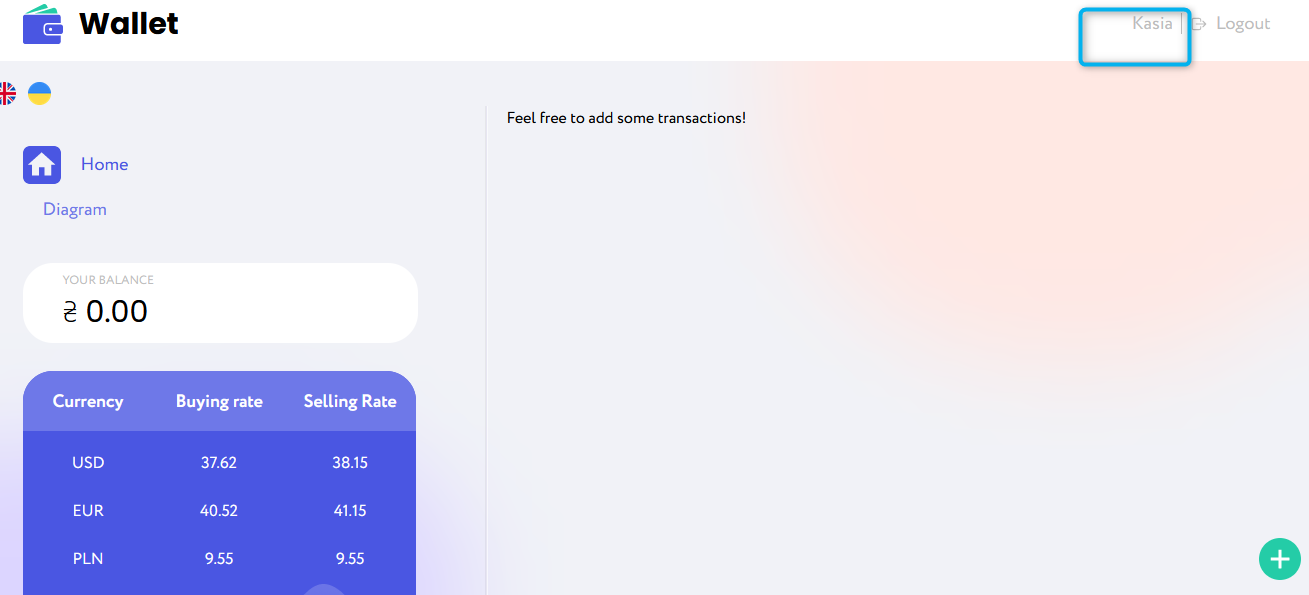 Wallet
Kasia | Logout
Feel free to add some transactions!
Home
Diagram
YOUR BALANCE
₴ 0.00
Currency Buying rate Selling Rate
USD 37.62 38.15
EUR 40.52 41.15
PLN 9.55 9.55